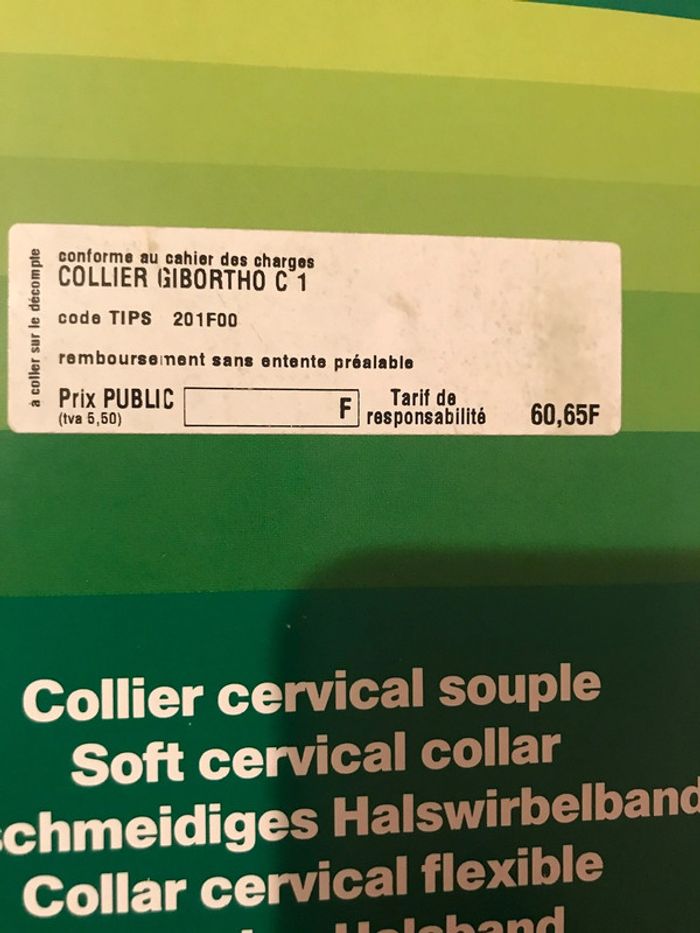 a coller sur le décompte
conforme au cahier des charges
COLLIER GIBORTHO C 1
code TIPS 201F00
remboursement sans entente préalable
Prix PUBLIC
(tva 5,50)
F
Tarif de
responsabilité
60,65F
Collier cervical souple
Soft cervical collar
schmeidiges Halswirbelband
Collar cervical flexible
Halsband